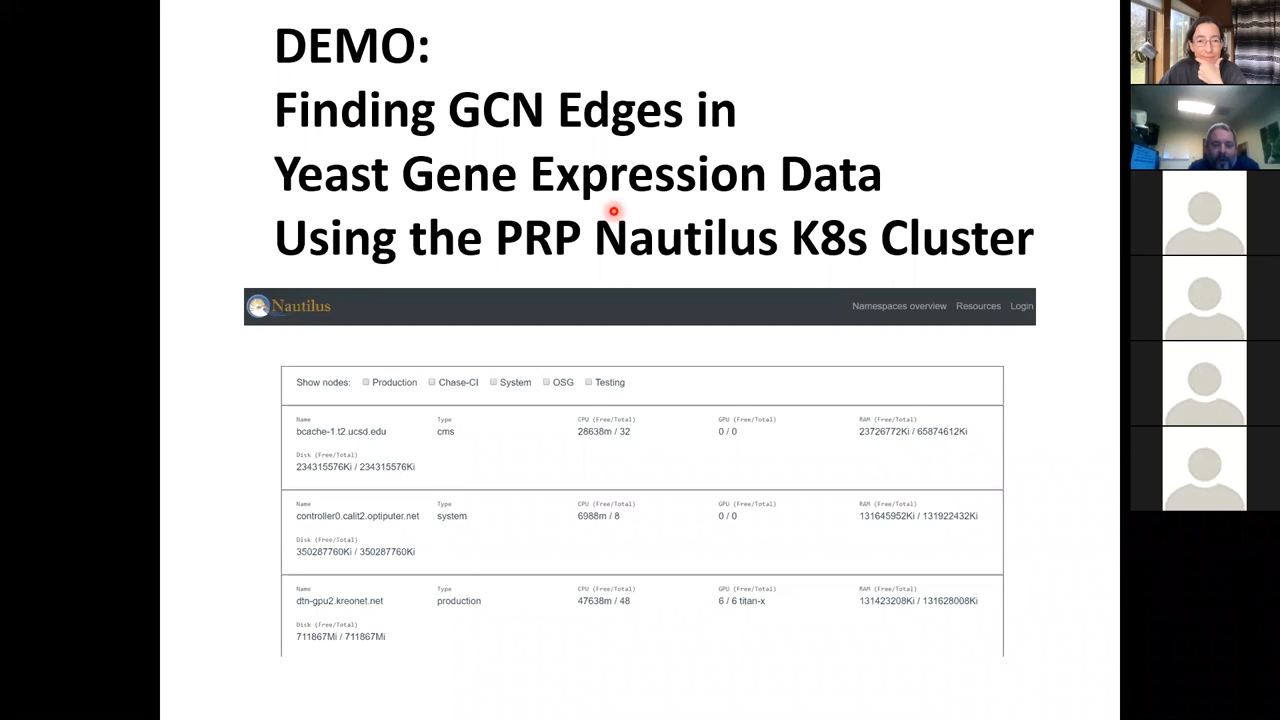 DEMO:
Finding GCN Edges in
Yeast Gene Expression Data
Using the PRP Nautilus K8s Cluster
Nautilus
Namespaces overview Resources Login
Show nodes: Production Chase-CI System OSG Testing
Name Type CPU (Free/Total) GPU (Free/Total) RAM (Free/Total)
bcache-1.t2.ucsd.edu cms 28638m / 32 0 / 0 23726772Ki / 65874612Ki
Disk (Free/Total)
234315576Ki / 234315576Ki
Name Type CPU (Free/Total) GPU (Free/Total) RAM (Free/Total)
controller0.calit2.optiputer.net system 6988m / 8 0 / 0 131645952Ki / 131922432Ki
Disk (Free/Total)
350287760Ki / 350287760Ki
Name Type CPU (Free/Total) GPU (Free/Total) RAM (Free/Total)
dtn-gpu2.kreonet.net production 47638m / 48 6 / 6 titan-x 131423208Ki / 131628008Ki
Disk (Free/Total)
711867Mi / 711867Mi